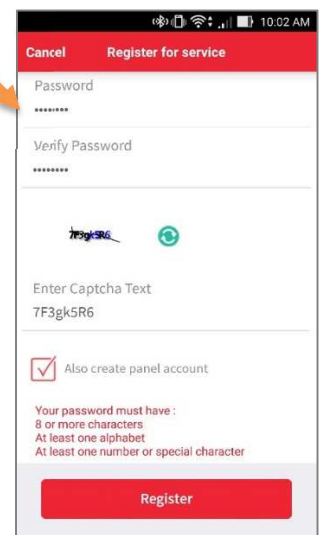 10:02 AM
Cancel Register for service
Password
Verify Password
7F3gk5R6
Enter Captcha Text
7F3gk5R6
Also create panel account
Your password must have :
8 or more characters
At least one alphabet
At least one number or special character
Register